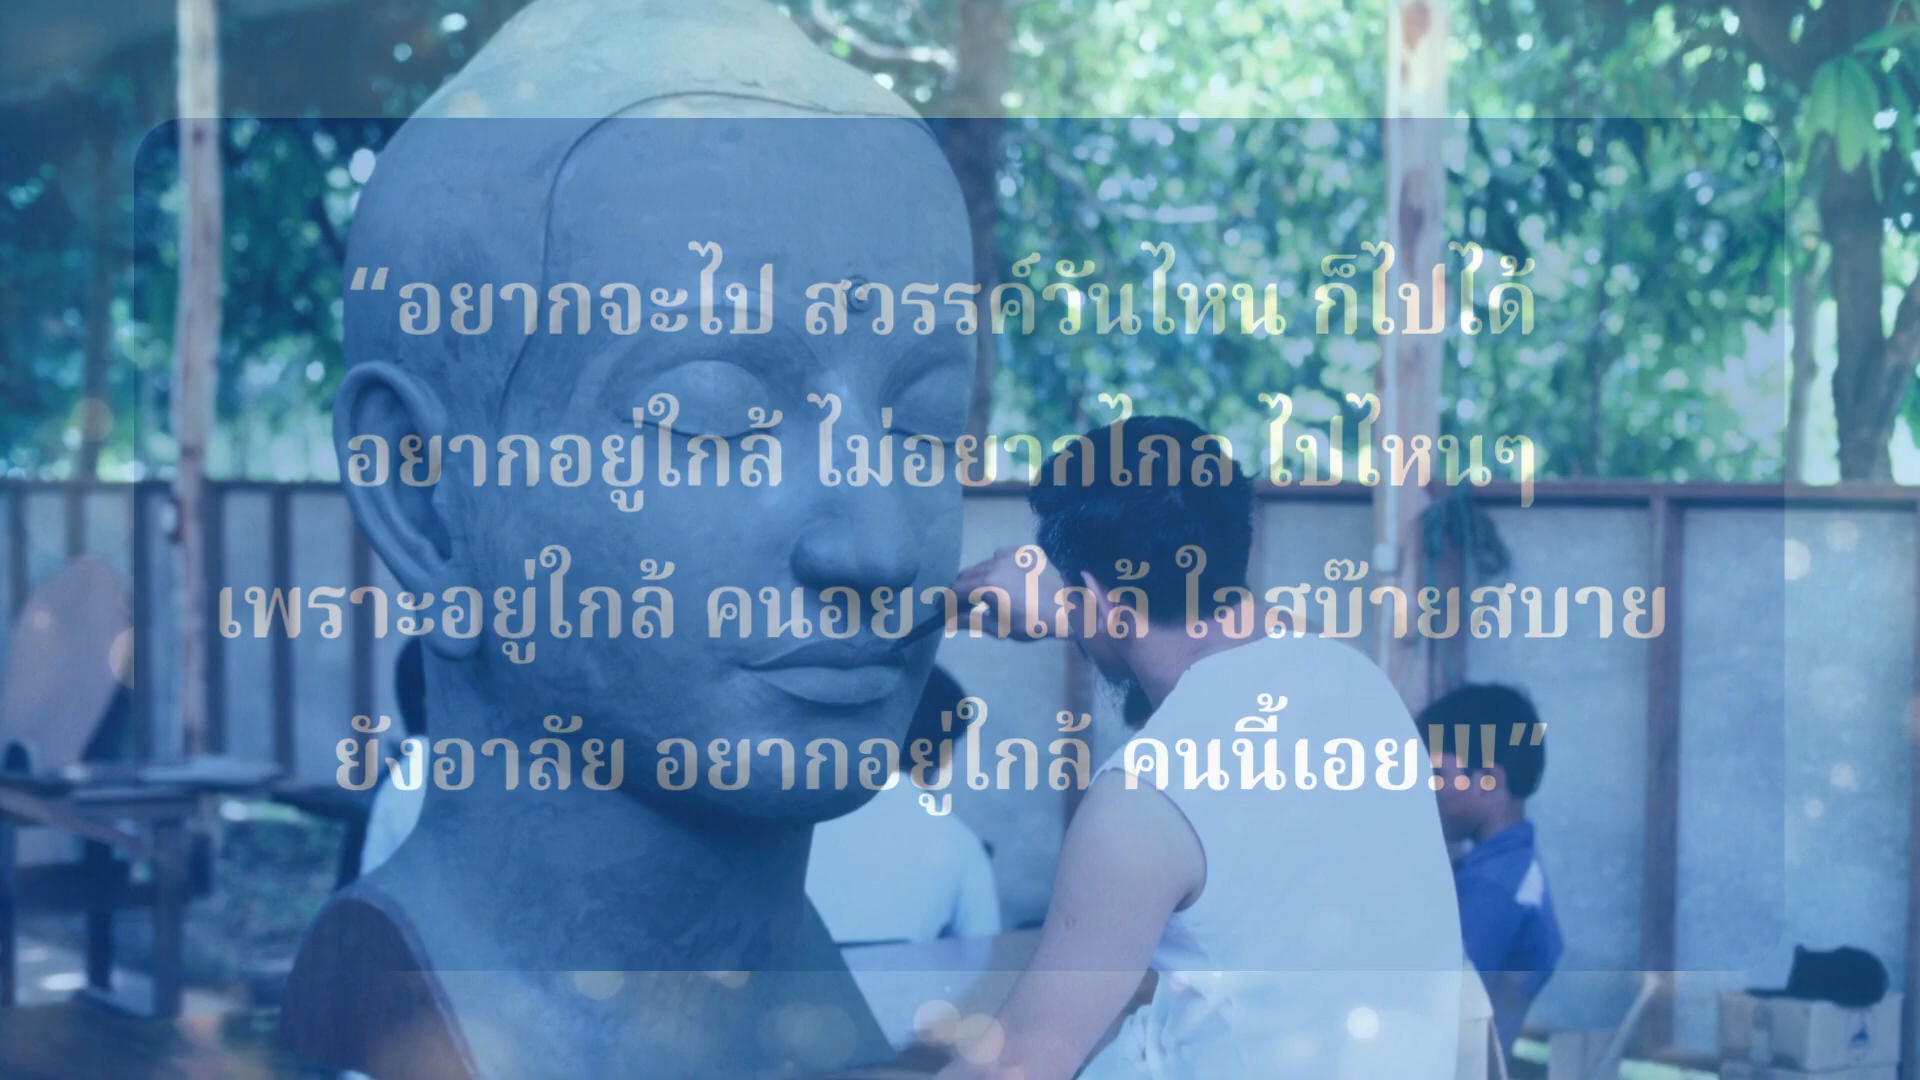 “อยากจะไป สวรรค์วันไหน ก็ไปได้
อยากอยู่ใกล้ ไม่อยากไกล ไปไหนๆ
เพราะอยู่ใกล้ คนอยากใกล้ ใจสบ๊ายสบาย
ยังอาลัย อยากอยู่ใกล้ คนนี้เอย!!!”